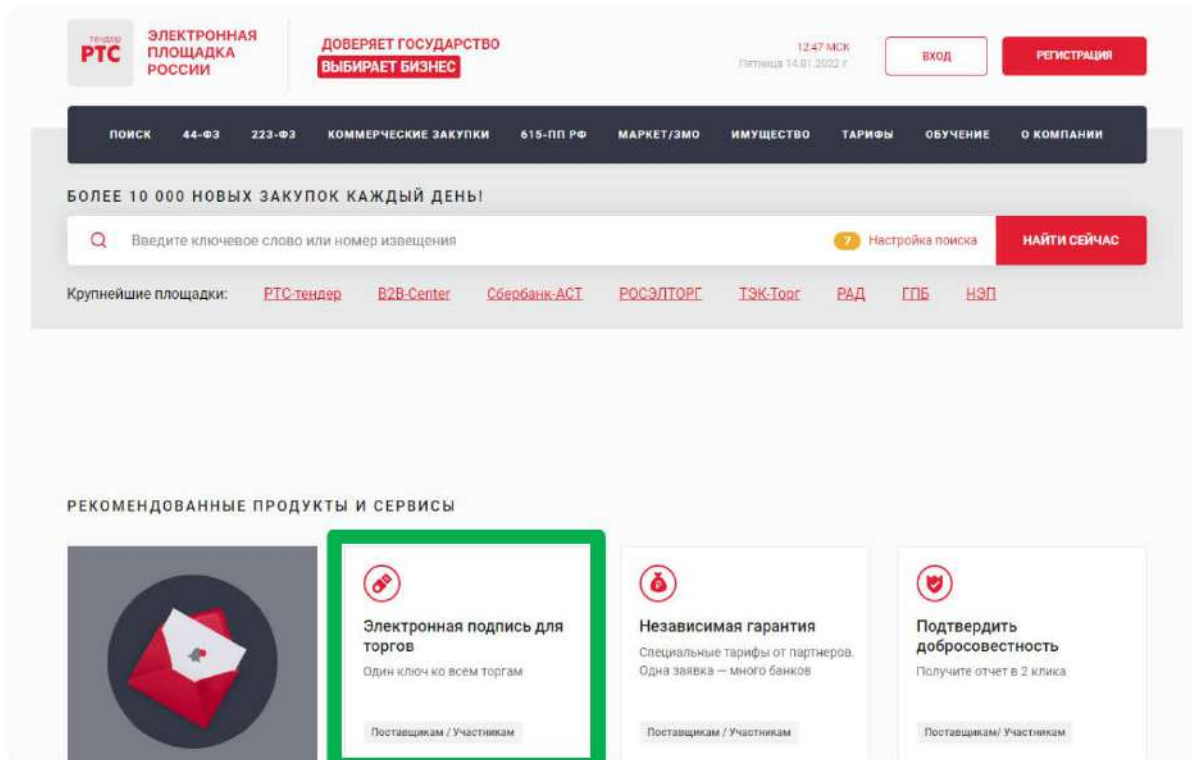 тендер
РТС
ЭЛЕКТРОННАЯ
ПЛОЩАДКА
РОССИИ
ДОВЕРЯЕТ ГОСУДАРСТВО
ВЫБИРАЕТ БИЗНЕС
12:47 МСК
Пятница 14.01.2022 г.
ВХОД
РЕГИСТРАЦИЯ
ПОИСК 44-ФЗ 223-ФЗ КОММЕРЧЕСКИЕ ЗАКУПКИ 615-ПП РФ МАРКЕТ/ЗМО ИМУЩЕСТВО ТАРИФЫ ОБУЧЕНИЕ О КОМПАНИИ
БОЛЕЕ 10 000 НОВЫХ ЗАКУПОК КАЖДЫЙ ДЕНЬ!
Введите ключевое слово или номер извещения 7 Настройка поиска НАЙТИ СЕЙЧАС
Крупнейшие площадки: РТС-тендер B2B-Center Сбербанк-АСТ РОСЭЛТОРГ ТЭК-Торг РАД ГПБ НЭП
РЕКОМЕНДОВАННЫЕ ПРОДУКТЫ И СЕРВИСЫ
Электронная подпись для
торгов
Один ключ ко всем торгам
Поставщикам / Участникам
Независимая гарантия
Специальные тарифы от партнеров.
Одна заявка — много банков
Поставщикам / Участникам
Подтвердить
добросовестность
Получите отчет в 2 клика
Поставщикам/ Участникам